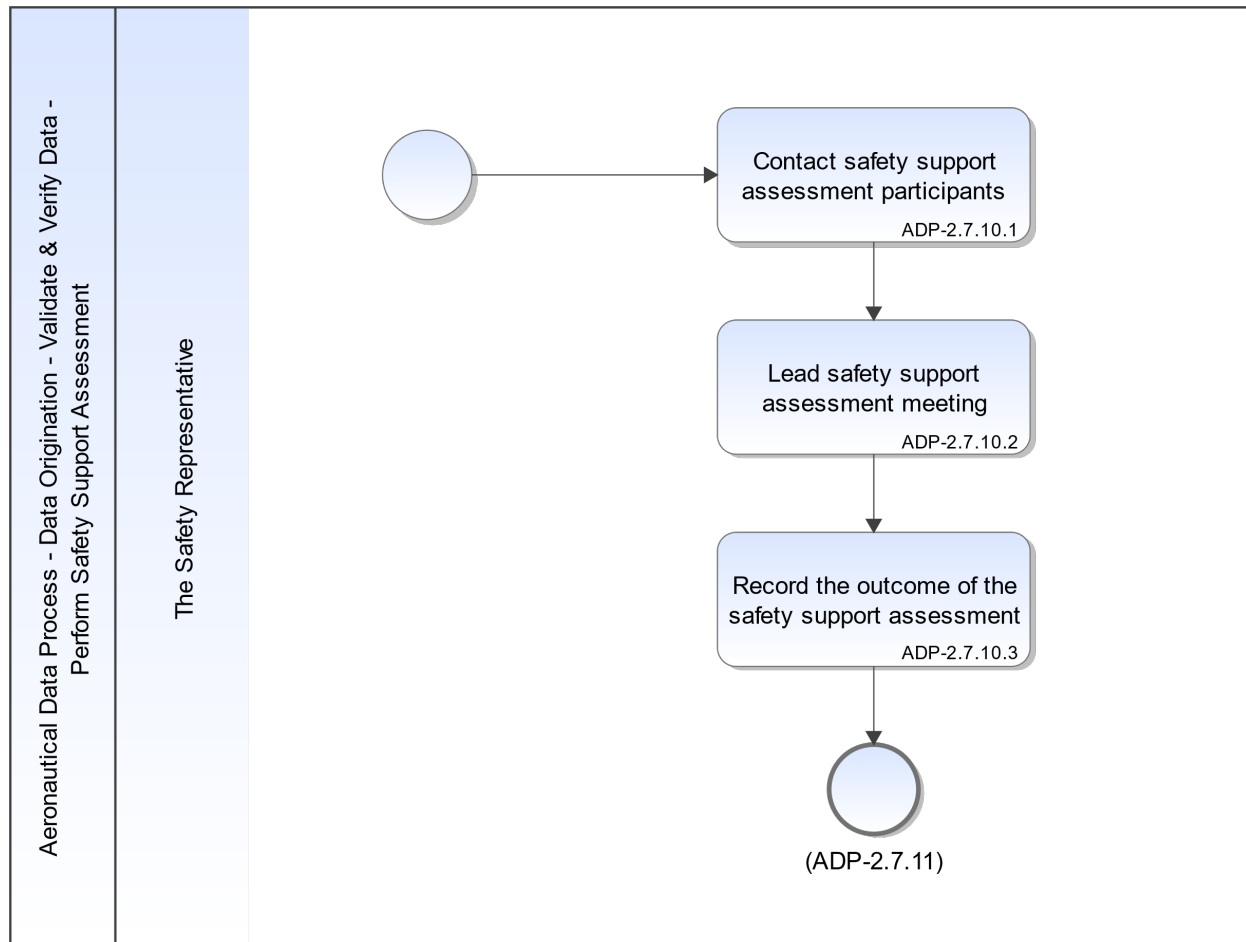 Aeronautical Data Process - Data Origination - Validate & Verify Data -
Perform Safety Support Assessment
The Safety Representative
Contact safety support
assessment participants
ADP-2.7.10.1
Lead safety support
assessment meeting
ADP-2.7.10.2
Record the outcome of the
safety support assessment
ADP-2.7.10.3
(ADP-2.7.11)